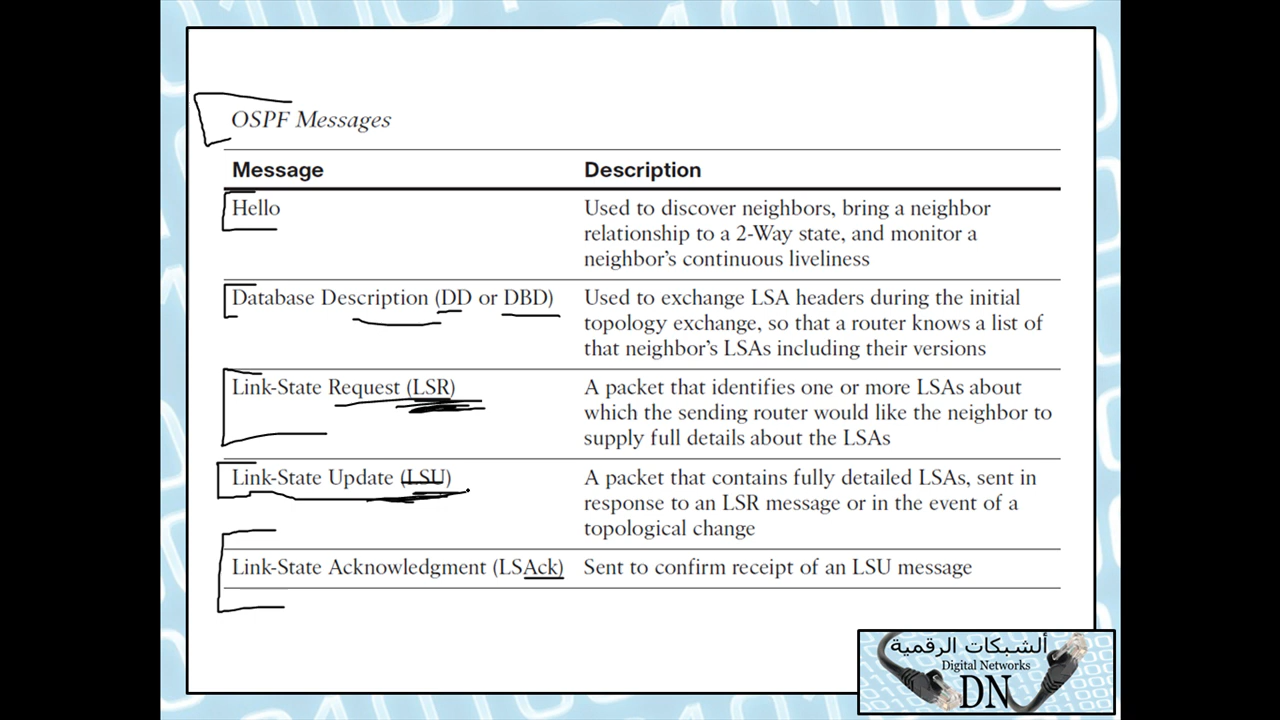 OSPF Messages
Message Description
Hello
Used to discover neighbors, bring a neighbor
relationship to a 2-Way state, and monitor a
neighbor's continuous liveliness
Database Description (DD or DBD)
Used to exchange LSA headers during the initial
topology exchange, so that a router knows a list of
that neighbor's LSAs including their versions
Link-State Request (LSR)
A packet that identifies one or more LSAs about
which the sending router would like the neighbor to
supply full details about the LSAs
Link-State Update (LSU)
A packet that contains fully detailed LSAs, sent in
response to an LSR message or in the event of a
topological change
Link-State Acknowledgment (LSAck)
Sent to confirm receipt of an LSU message
ألشبكات الرقمية
Digital Networks
DN